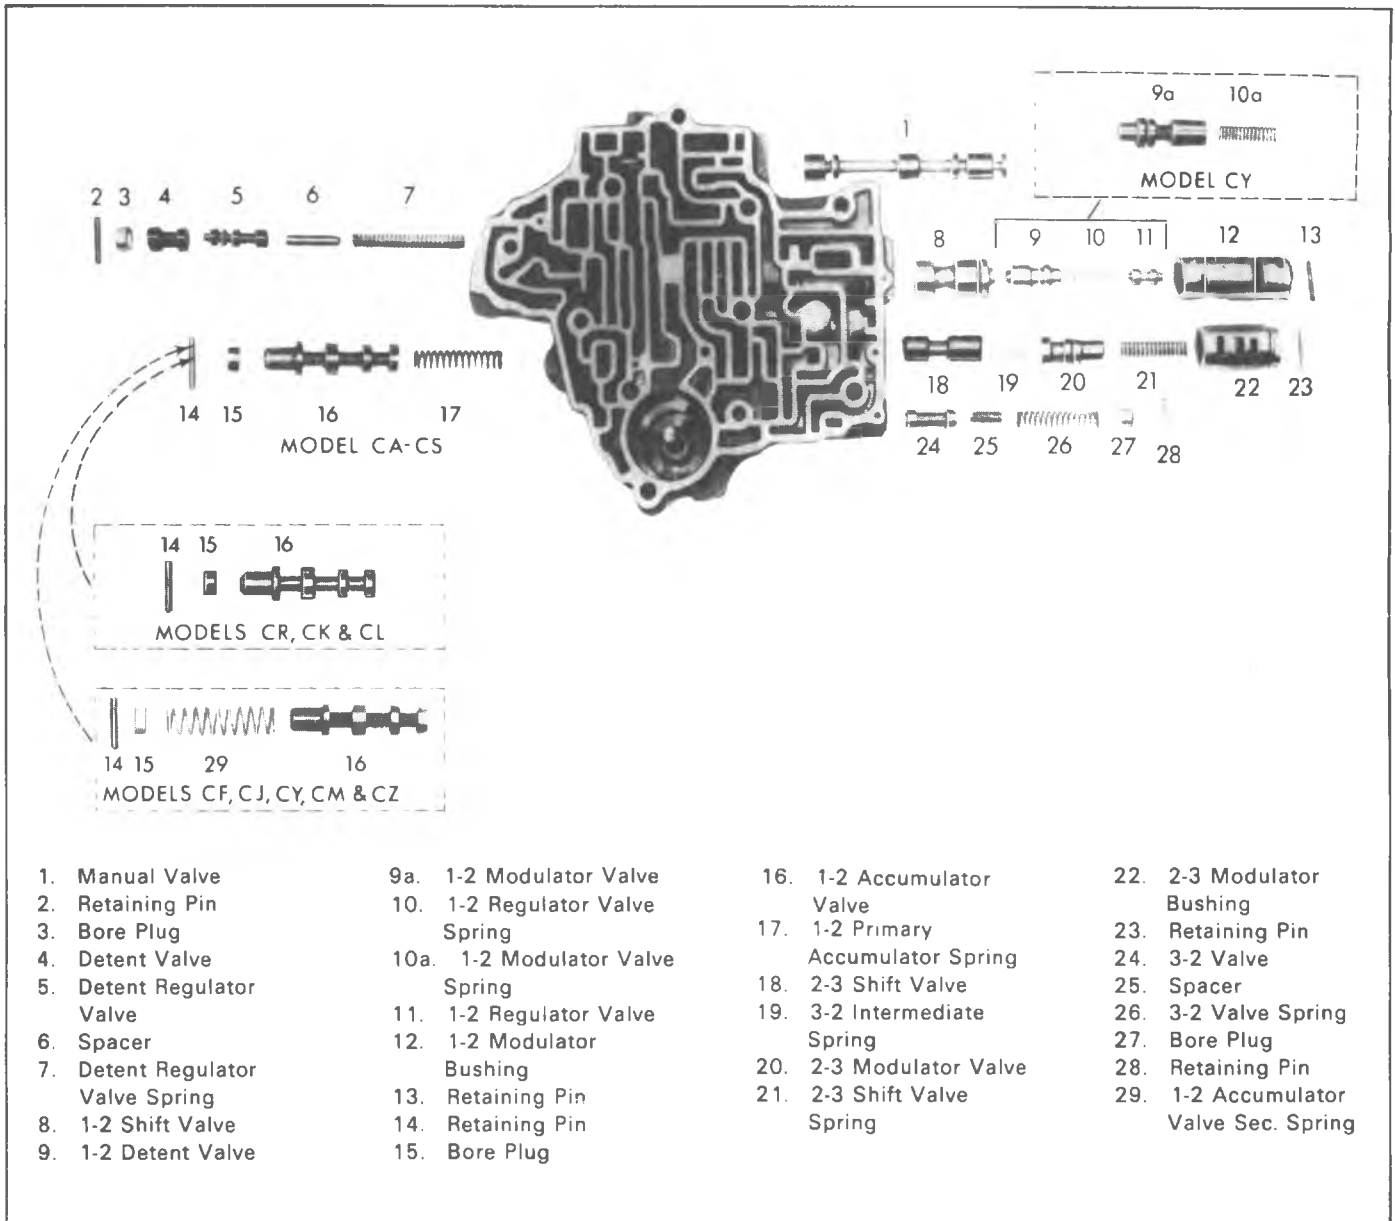 9a 10a
MODEL CY
1
2 3 4 5 6 7
8 9 10 11 12 13
14 15 16 17
MODEL CA-CS
18 19 20 21 22 23
24 25 26 27 28
14 15 16
MODELS CR, CK & CL
14 15 29 16
MODELS CF, CJ, CY, CM & CZ
1. Manual Valve
2. Retaining Pin
3. Bore Plug
4. Detent Valve
5. Detent Regulator
Valve
6. Spacer
7. Detent Regulator
Valve Spring
8. 1-2 Shift Valve
9. 1-2 Detent Valve
9a. 1-2 Modulator Valve
10. 1-2 Regulator Valve
Spring
10a. 1-2 Modulator Valve
Spring
11. 1-2 Regulator Valve
12. 1-2 Modulator
Bushing
13. Retaining Pin
14. Retaining Pin
15. Bore Plug
16. 1-2 Accumulator
Valve
17. 1-2 Primary
Accumulator Spring
18. 2-3 Shift Valve
19. 3-2 Intermediate
Spring
20. 2-3 Modulator Valve
21. 2-3 Shift Valve
Spring
22. 2-3 Modulator
Bushing
23. Retaining Pin
24. 3-2 Valve
25. Spacer
26. 3-2 Valve Spring
27. Bore Plug
28. Retaining Pin
29. 1-2 Accumulator
Valve Sec. Spring